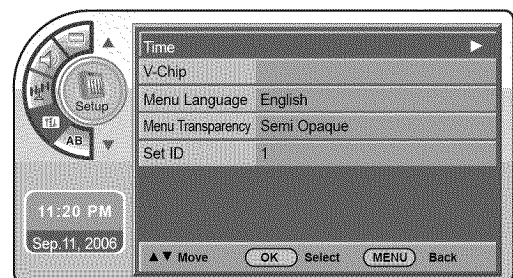 Setup
AB
11:20 PM
Sep.11, 2006
Time
V-Chip
Menu Language English
Menu Transparency Semi Opaque
Set ID 1
▲▼ Move OK Select MENU Back